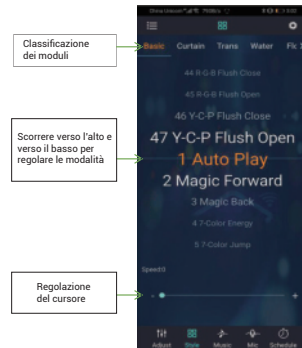 Classificazione
dei moduli
Scorrere verso l'alto e
verso il basso per
regolare le modalità
Regolazione
del cursore
China Unicom
Basic Curtain Trans Water
44 R-G-B Flush Close
45 R-G-B Flush Open
46 Y-C-P Flush Close
47 Y-C-P Flush Open
1 Auto Play
2 Magic Forward
3 Magic Back
4 7-Color Energy
5 7-Color Jump
Adjust Style Music Mic Schedule